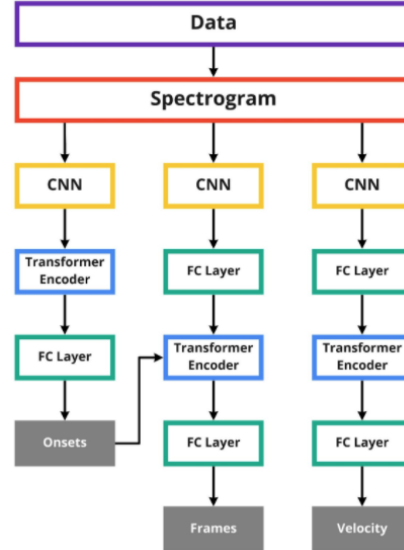 Data
Spectrogram
CNN
CNN
CNN
Transformer
Encoder
FC Layer
FC Layer
FC Layer
Transformer
Encoder
Transformer
Encoder
Onsets
FC Layer
FC Layer
Frames
Velocity